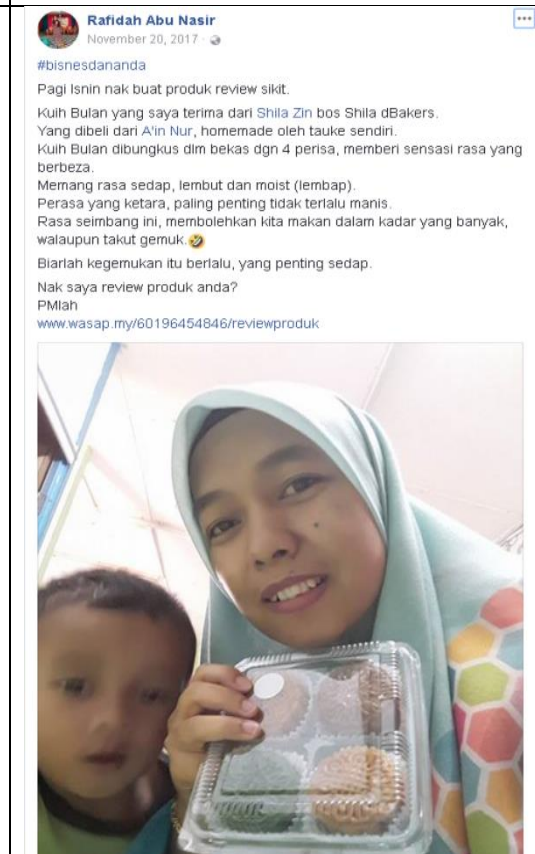 Rafidah Abu Nasir
November 20, 2017
#bisnesdananda
Pagi Isnin nak buat produk review sikit.
Kuih Bulan yang saya terima dari Shila Zin bos Shila dBakers.
Yang dibeli dari A'in Nur, homemade oleh tauke sendiri.
Kuih Bulan dibungkus dlm bekas dgn 4 perisa, memberi sensasi rasa yang
berbeza.
Memang rasa sedap, lembut dan moist (lembap).
Perasa yang ketara, paling penting tidak terlalu manis.
Rasa seimbang ini, membolehkan kita makan dalam kadar yang banyak,
walaupun takut gemuk.🤣
Biarlah kegemukan itu berlalu, yang penting sedap.
Nak saya review produk anda?
PMlah
www.wasap.my/60196454846/reviewproduk